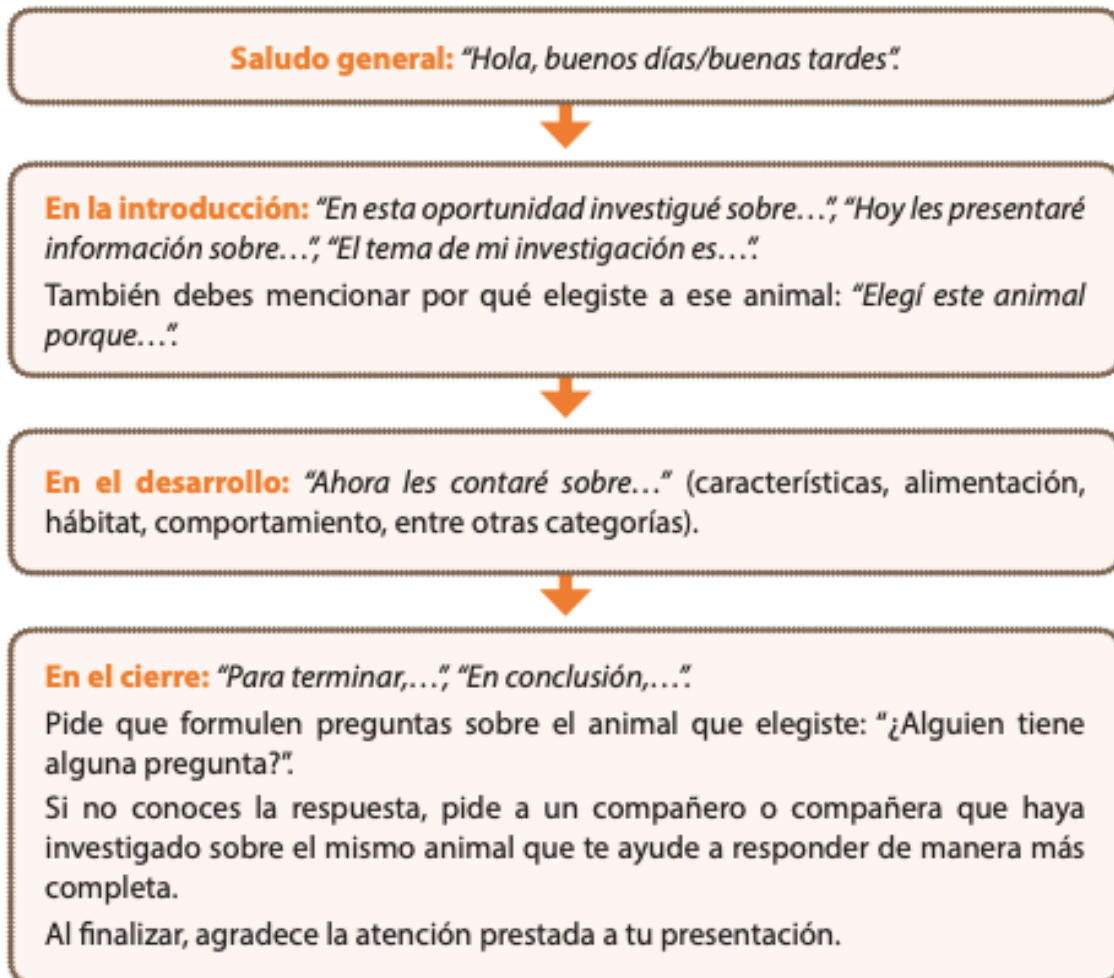 Saludo general: “Hola, buenos días/buenas tardes”.
En la introducción: “En esta oportunidad investigué sobre…”, “Hoy les presentaré
información sobre…”, “El tema de mi investigación es…”.
También debes mencionar por qué elegiste a ese animal: “Elegí este animal
porque…”.
En el desarrollo: “Ahora les contaré sobre…” (características, alimentación,
hábitat, comportamiento, entre otras categorías).
En el cierre: “Para terminar,…”, “En conclusión,…”.
Pide que formulen preguntas sobre el animal que elegiste: “¿Alguien tiene
alguna pregunta?”.
Si no conoces la respuesta, pide a un compañero o compañera que haya
investigado sobre el mismo animal que te ayude a responder de manera más
completa.
Al finalizar, agradece la atención prestada a tu presentación.